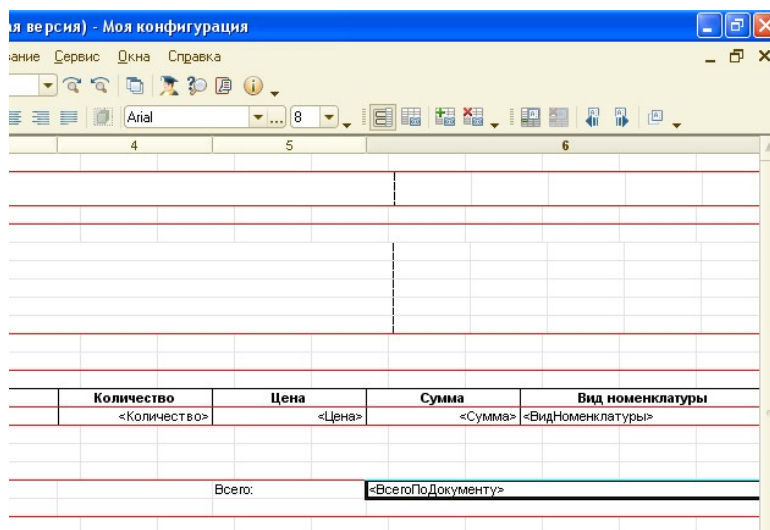 ая версия) - Моя конфигурация
вание Сервис Окна Справка
Arial 8
4 5 6
Количество Цена Сумма Вид номенклатуры
<Количество> <Цена> <Сумма> <ВидНоменклатуры>
Всего: <ВсегоПоДокументу>